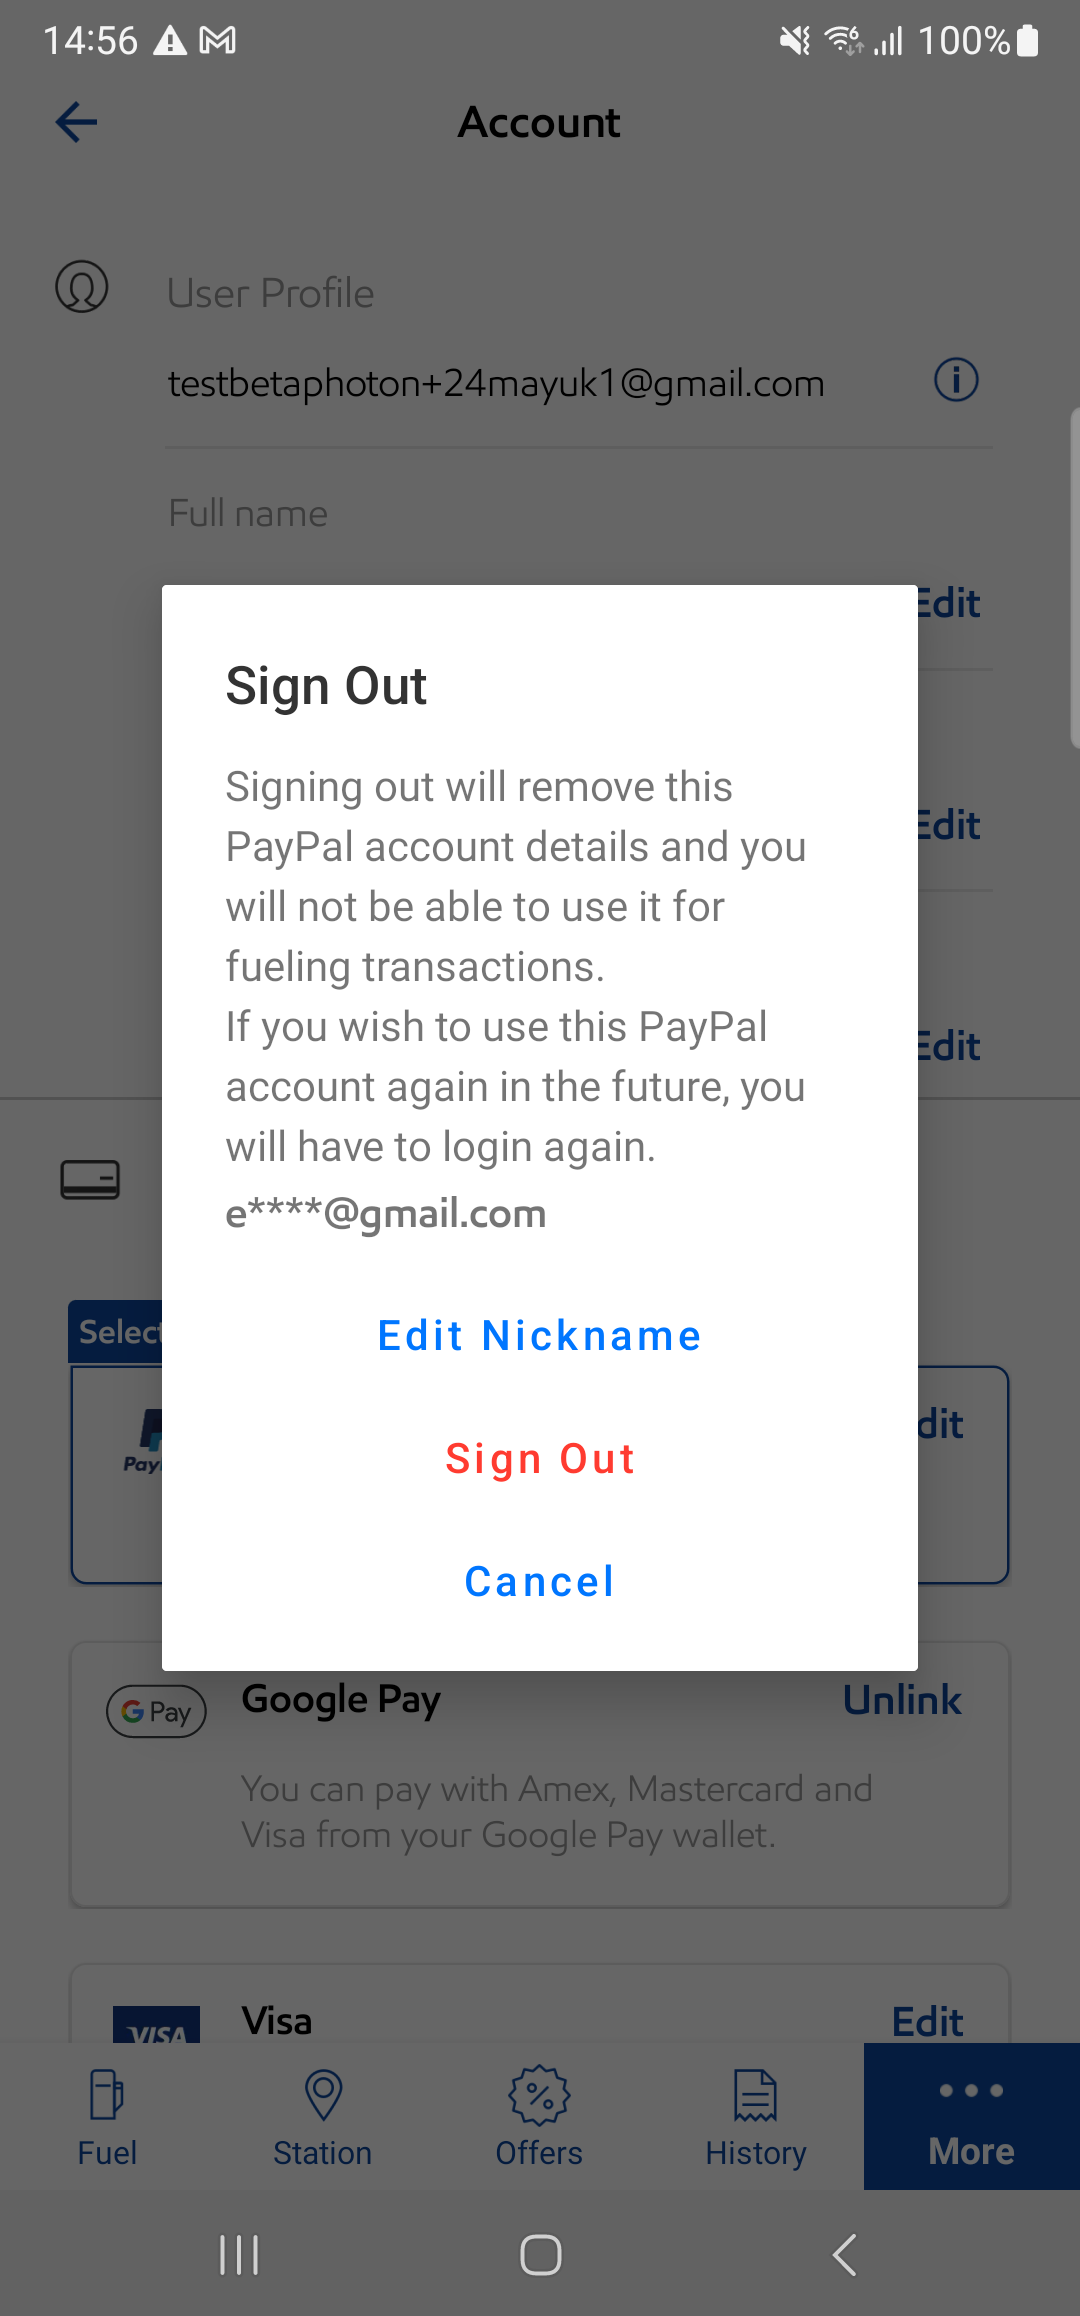 14:56 100%
Account
User Profile
testbetaphoton+24mayuk1@gmail.com
Full name
Edit
Sign Out
Signing out will remove this
PayPal account details and you
will not be able to use it for
fueling transactions.
If you wish to use this PayPal
account again in the future, you
will have to login again.
e****@gmail.com
Edit
Edit
Edit Nickname
Sign Out
Cancel
Select
Pay
dit
G Pay Google Pay Unlink
You can pay with Amex, Mastercard and
Visa from your Google Pay wallet.
VISA Visa Edit
Fuel Station Offers History More